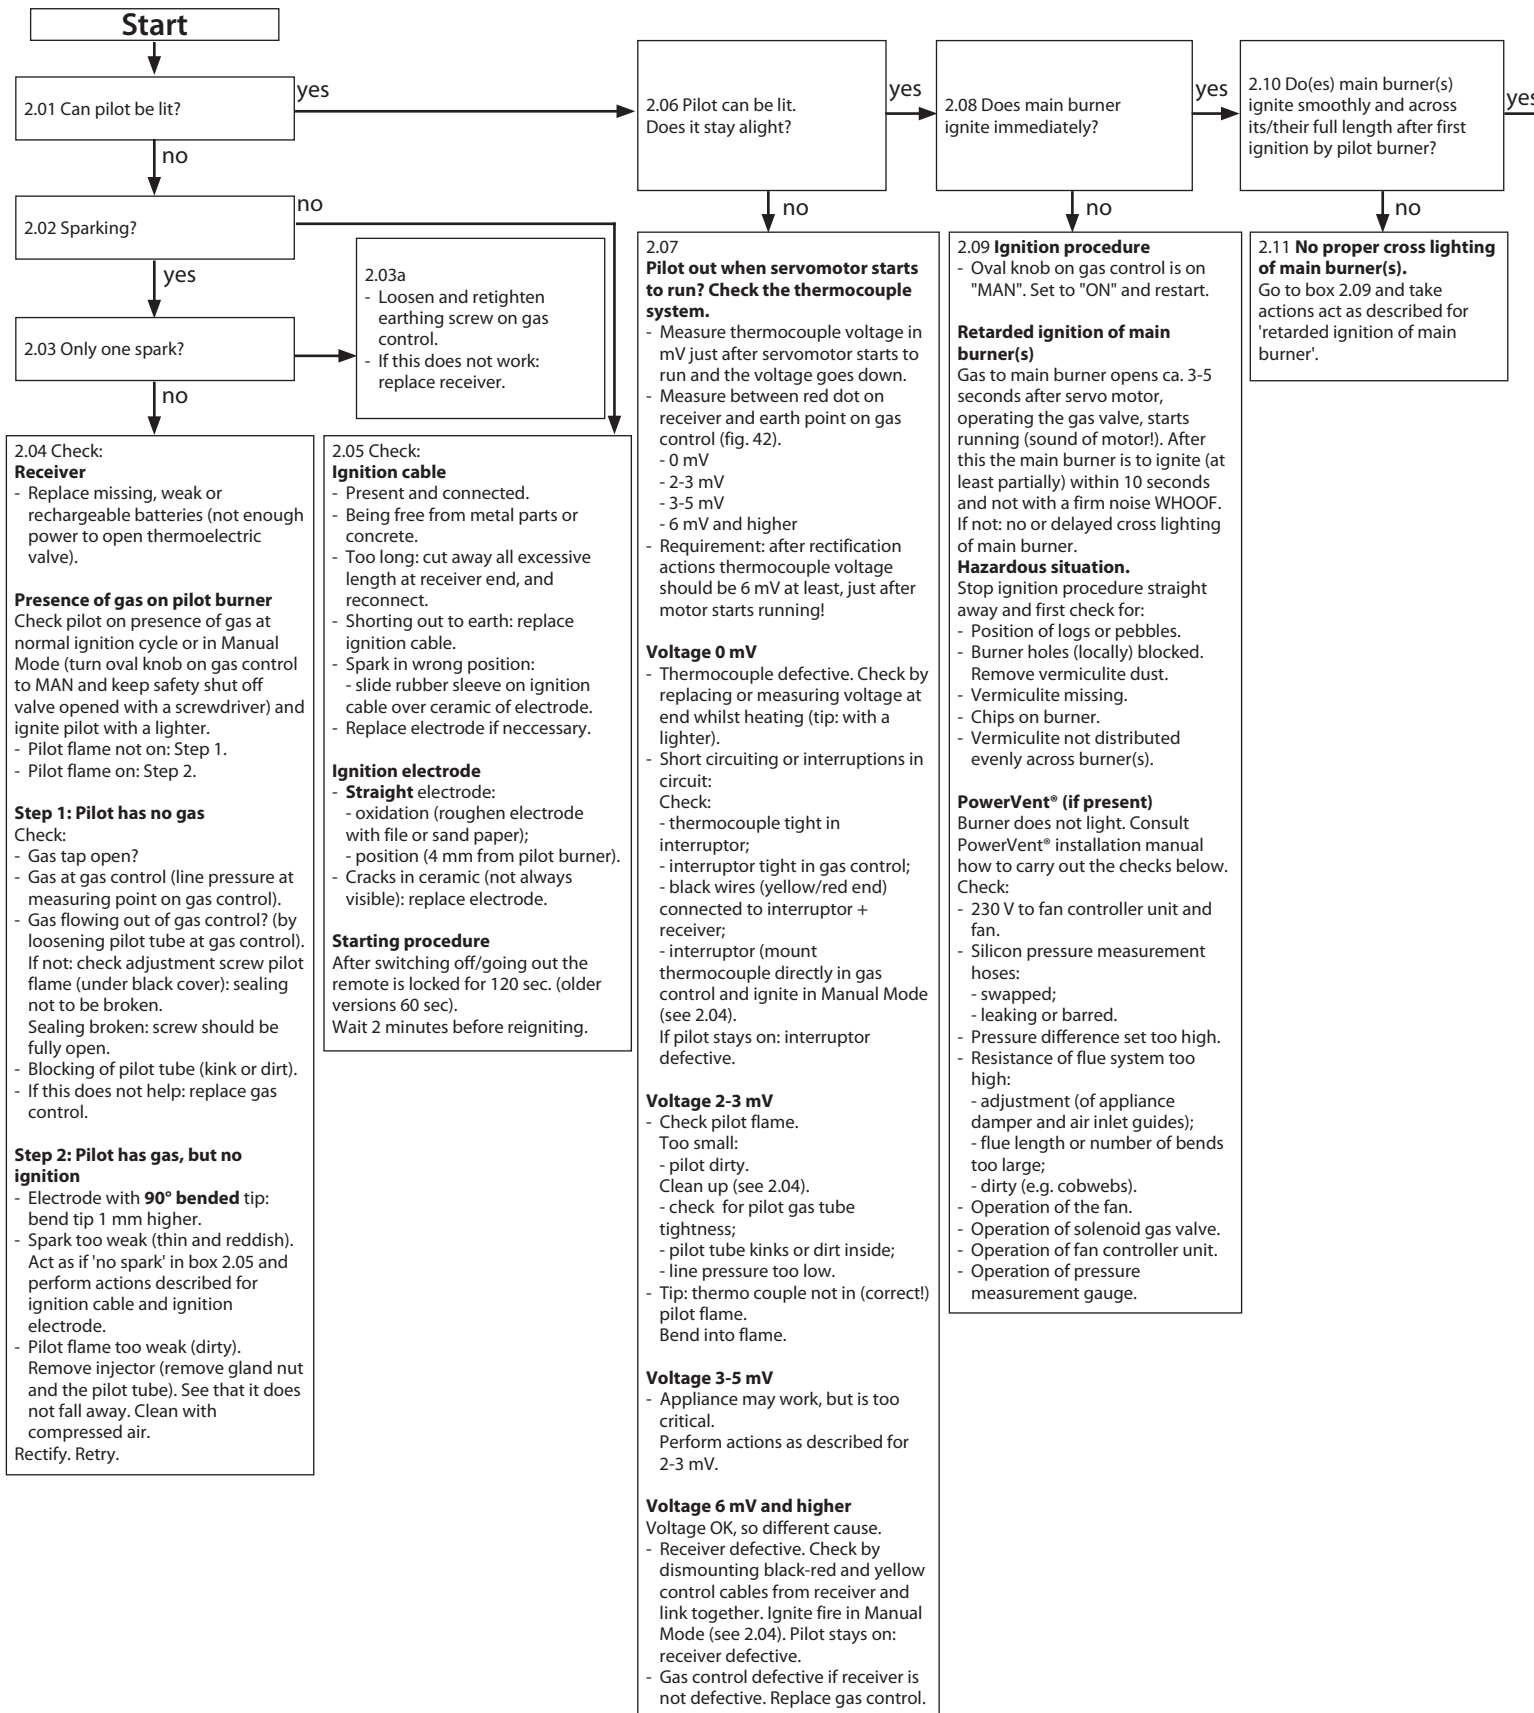 Start
2.01 Can pilot be lit?
yes
no
2.02 Sparking?
no
yes
2.03 Only one spark?
no
2.03a
- Loosen and retighten
earthing screw on gas
control.
- If this does not work:
replace receiver.
2.04 Check:
Receiver
- Replace missing, weak or
rechargeable batteries (not enough
power to open thermoelectric
valve).
Presence of gas on pilot burner
Check pilot on presence of gas at
normal ignition cycle or in Manual
Mode (turn oval knob on gas control
to MAN and keep safety shut off
valve opened with a screwdriver) and
ignite pilot with a lighter.
- Pilot flame not on: Step 1.
- Pilot flame on: Step 2.
Step 1: Pilot has no gas
Check:
- Gas tap open?
- Gas at gas control (line pressure at
measuring point on gas control).
- Gas flowing out of gas control? (by
loosening pilot tube at gas control).
If not: check adjustment screw pilot
flame (under black cover): sealing
not to be broken.
Sealing broken: screw should be
fully open.
- Blocking of pilot tube (kink or dirt).
- If this does not help: replace gas
control.
Step 2: Pilot has gas, but no
ignition
- Electrode with 90° bended tip:
bend tip 1 mm higher.
- Spark too weak (thin and reddish).
Act as if 'no spark' in box 2.05 and
perform actions described for
ignition cable and ignition
electrode.
- Pilot flame too weak (dirty).
Remove injector (remove gland nut
and the pilot tube). See that it does
not fall away. Clean with
compressed air.
Rectify. Retry.
2.05 Check:
Ignition cable
- Present and connected.
- Being free from metal parts or
concrete.
- Too long: cut away all excessive
length at receiver end, and
reconnect.
- Shorting out to earth: replace
ignition cable.
- Spark in wrong position:
- slide rubber sleeve on ignition
cable over ceramic of electrode.
- Replace electrode if neccessary.
Ignition electrode
- Straight electrode:
- oxidation (roughen electrode
with file or sand paper);
- position (4 mm from pilot burner).
- Cracks in ceramic (not always
visible): replace electrode.
Starting procedure
After switching off/going out the
remote is locked for 120 sec. (older
versions 60 sec).
Wait 2 minutes before reigniting.
2.06 Pilot can be lit.
Does it stay alight?
yes
no
2.07
Pilot out when servomotor starts
to run? Check the thermocouple
system.
- Measure thermocouple voltage in
mV just after servomotor starts to
run and the voltage goes down.
- Measure between red dot on
receiver and earth point on gas
control (fig. 42).
- 0 mV
- 2-3 mV
- 3-5 mV
- 6 mV and higher
- Requirement: after rectification
actions thermocouple voltage
should be 6 mV at least, just after
motor starts running!
Voltage 0 mV
- Thermocouple defective. Check by
replacing or measuring voltage at
end whilst heating (tip: with a
lighter).
- Short circuiting or interruptions in
circuit:
Check:
- thermocouple tight in
interruptor;
- interruptor tight in gas control;
- black wires (yellow/red end)
connected to interruptor +
receiver;
- interruptor (mount
thermocouple directly in gas
control and ignite in Manual Mode
(see 2.04).
If pilot stays on: interruptor
defective.
Voltage 2-3 mV
- Check pilot flame.
Too small:
- pilot dirty.
Clean up (see 2.04).
- check for pilot gas tube
tightness;
- pilot tube kinks or dirt inside;
- line pressure too low.
- Tip: thermo couple not in (correct!)
pilot flame.
Bend into flame.
Voltage 3-5 mV
- Appliance may work, but is too
critical.
Perform actions as described for
2-3 mV.
Voltage 6 mV and higher
Voltage OK, so different cause.
- Receiver defective. Check by
dismounting black-red and yellow
control cables from receiver and
link together. Ignite fire in Manual
Mode (see 2.04). Pilot stays on:
receiver defective.
- Gas control defective if receiver is
not defective. Replace gas control.
2.08 Does main burner
ignite immediately?
yes
no
2.09 Ignition procedure
- Oval knob on gas control is on
"MAN". Set to "ON" and restart.
Retarded ignition of main
burner(s)
Gas to main burner opens ca. 3-5
seconds after servo motor,
operating the gas valve, starts
running (sound of motor!). After
this the main burner is to ignite (at
least partially) within 10 seconds
and not with a firm noise WHOOF.
If not: no or delayed cross lighting
of main burner.
Hazardous situation.
Stop ignition procedure straight
away and first check for:
- Position of logs or pebbles.
- Burner holes (locally) blocked.
Remove vermiculite dust.
- Vermiculite missing.
- Chips on burner.
- Vermiculite not distributed
evenly across burner(s).
PowerVent® (if present)
Burner does not light. Consult
PowerVent® installation manual
how to carry out the checks below.
Check:
- 230 V to fan controller unit and
fan.
- Silicon pressure measurement
hoses:
- swapped;
- leaking or barred.
- Pressure difference set too high.
- Resistance of flue system too
high:
- adjustment (of appliance
damper and air inlet guides);
- flue length or number of bends
too large;
- dirty (e.g. cobwebs).
- Operation of the fan.
- Operation of solenoid gas valve.
- Operation of fan controller unit.
- Operation of pressure
measurement gauge.
2.10 Do(es) main burner(s)
ignite smoothly and across
its/their full length after first
ignition by pilot burner?
yes
no
2.11 No proper cross lighting
of main burner(s).
Go to box 2.09 and take
actions act as described for
'retarded ignition of main
burner'.